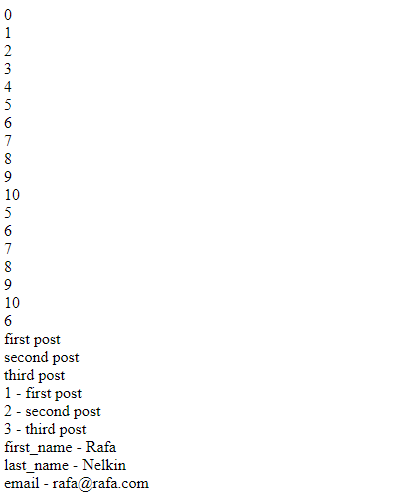 0
1
2
3
4
5
6
7
8
9
10
5
6
7
8
9
10
6
first post
second post
third post
1 - first post
2 - second post
3 - third post
first_name - Rafa
last_name - Nelkin
email - rafa@rafa.com